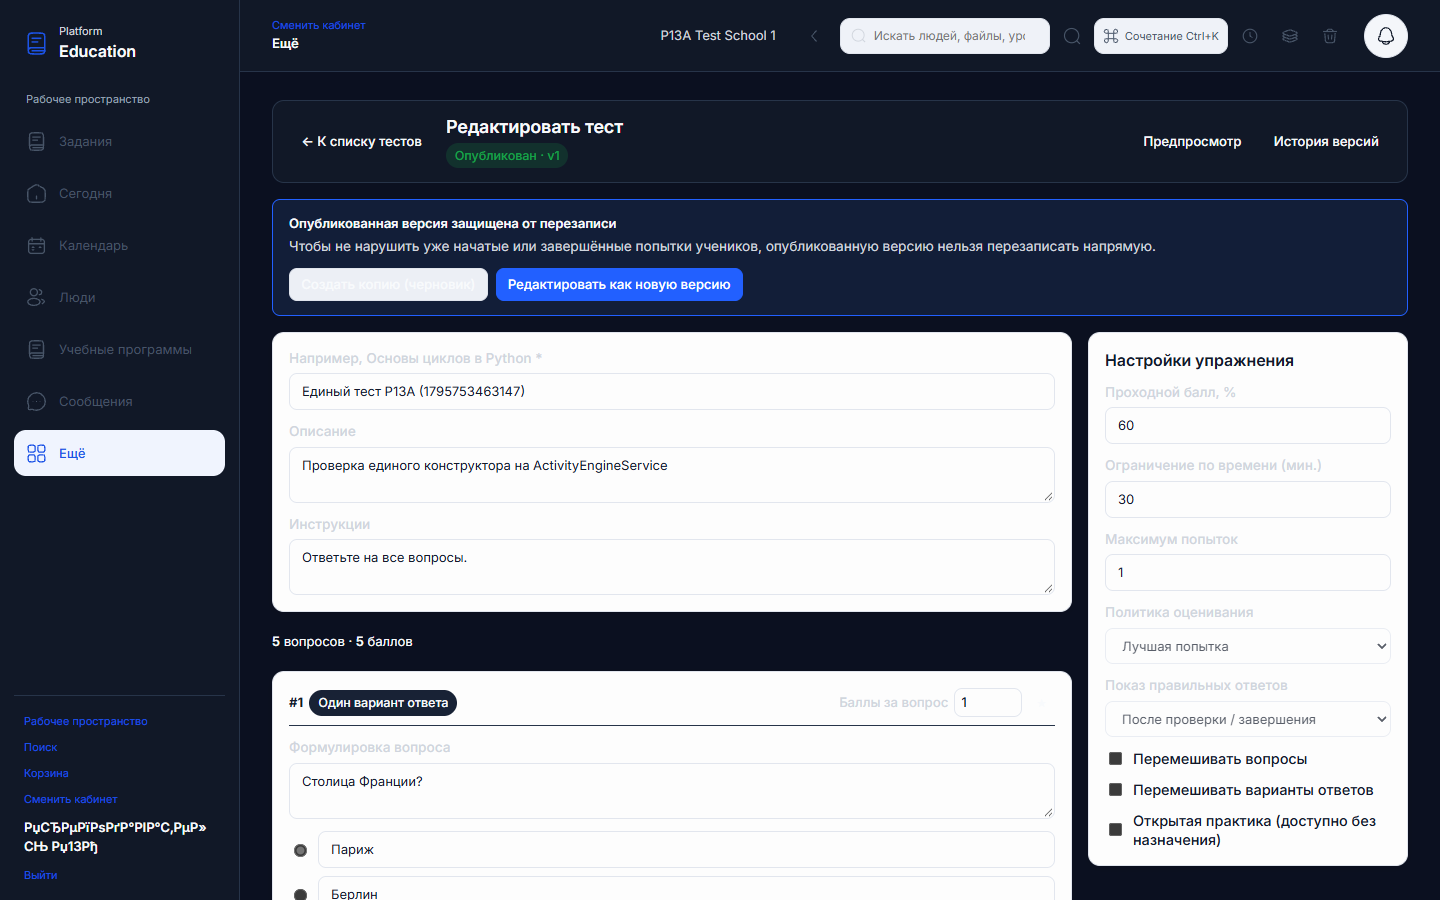 Platform
Education
Рабочее пространство
Задания
Сегодня
Календарь
Люди
Учебные программы
Сообщения
Ещё
Рабочее пространство
Поиск
Корзина
Сменить кабинет
РџСЂРµРїРѕРґР°РІР°С‚РµР»
СЊ Рџ13Рђ
Выйти
Сменить кабинет
Ещё
P13A Test School 1
Искать людей, файлы, уро
Сочетание Ctrl+K
← К списку тестов
Редактировать тест
Опубликован · v1
Предпросмотр
История версий
Опубликованная версия защищена от перезаписи
Чтобы не нарушить уже начатые или завершённые попытки учеников, опубликованную версию нельзя перезаписать напрямую.
Создать копию (черновик)
Редактировать как новую версию
Например, Основы циклов в Python *
Единый тест P13A (1795753463147)
Описание
Проверка единого конструктора на ActivityEngineService
Инструкции
Ответьте на все вопросы.
5 вопросов · 5 баллов
#1 Один вариант ответа
Баллы за вопрос 1
Формулировка вопроса
Столица Франции?
Париж
Берлин
Настройки упражнения
Проходной балл, %
60
Ограничение по времени (мин.)
30
Максимум попыток
1
Политика оценивания
Лучшая попытка
Показ правильных ответов
После проверки / завершения
Перемешивать вопросы
Перемешивать варианты ответов
Открытая практика (доступно без
назначения)